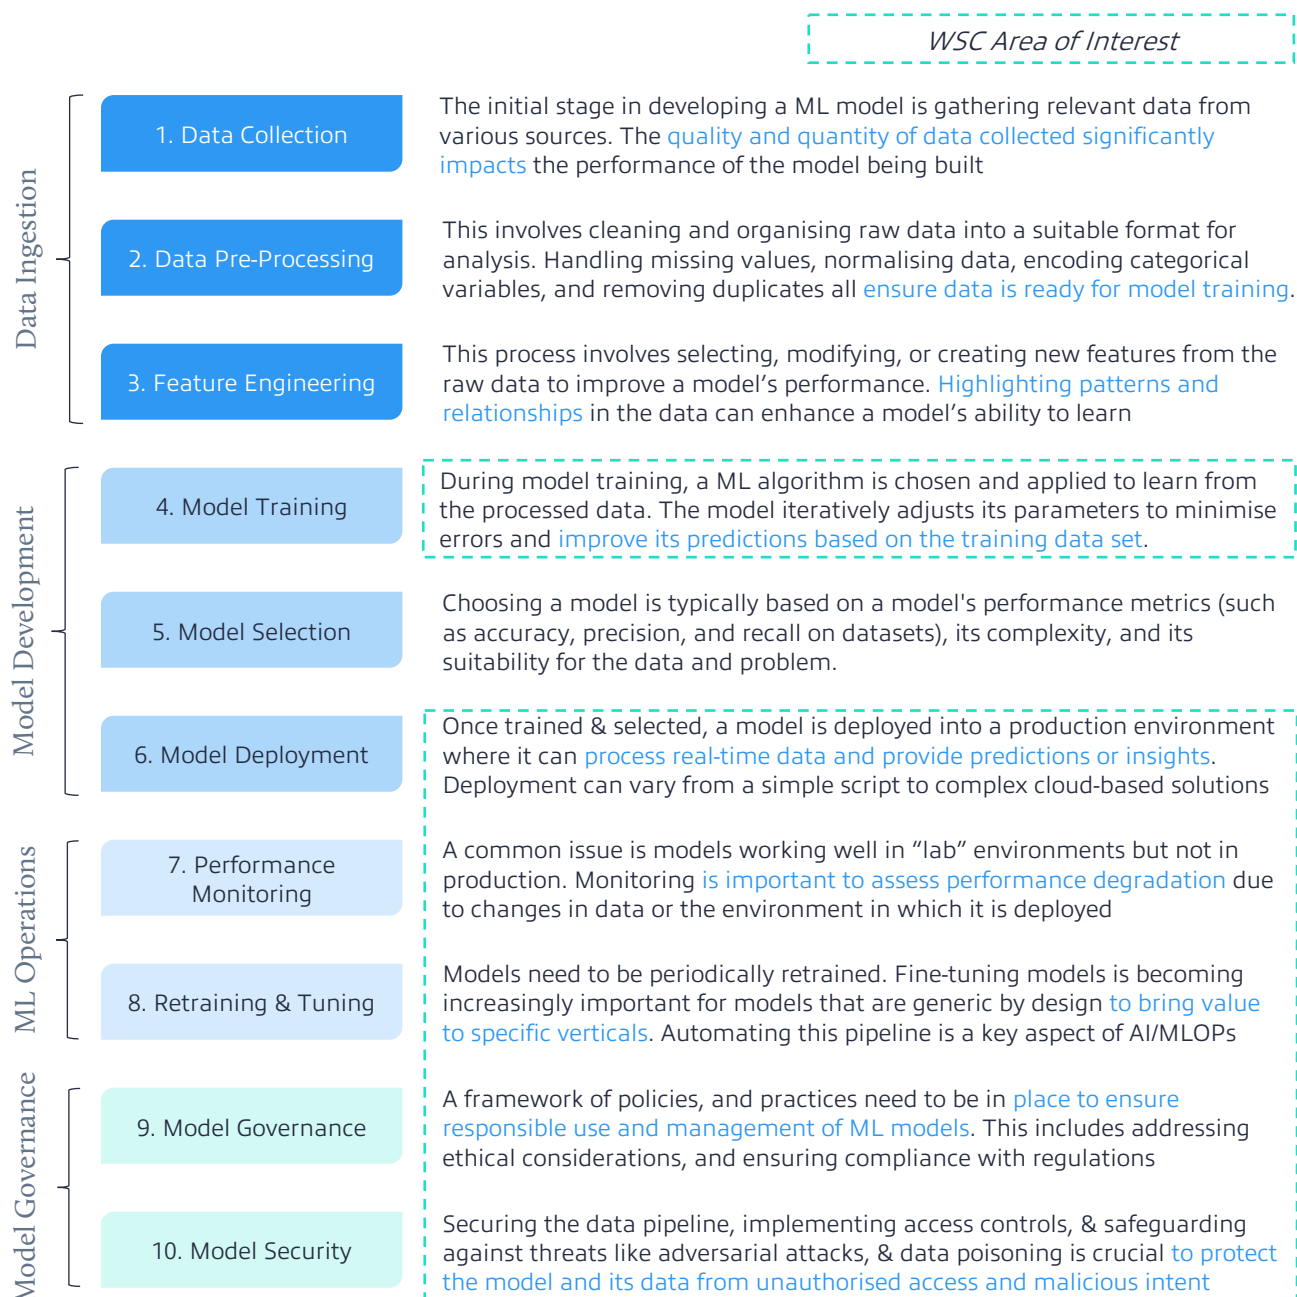 WSC Area of Interest
Data Ingestion
1. Data Collection
The initial stage in developing a ML model is gathering relevant data from
various sources. The quality and quantity of data collected significantly
impacts the performance of the model being built
2. Data Pre-Processing
This involves cleaning and organising raw data into a suitable format for
analysis. Handling missing values, normalising data, encoding categorical
variables, and removing duplicates all ensure data is ready for model training.
3. Feature Engineering
This process involves selecting, modifying, or creating new features from the
raw data to improve a model’s performance. Highlighting patterns and
relationships in the data can enhance a model’s ability to learn
Model Development
4. Model Training
During model training, a ML algorithm is chosen and applied to learn from
the processed data. The model iteratively adjusts its parameters to minimise
errors and improve its predictions based on the training data set.
5. Model Selection
Choosing a model is typically based on a model's performance metrics (such
as accuracy, precision, and recall on datasets), its complexity, and its
suitability for the data and problem.
6. Model Deployment
Once trained & selected, a model is deployed into a production environment
where it can process real-time data and provide predictions or insights.
Deployment can vary from a simple script to complex cloud-based solutions
ML Operations
7. Performance
Monitoring
A common issue is models working well in “lab” environments but not in
production. Monitoring is important to assess performance degradation due
to changes in data or the environment in which it is deployed
8. Retraining & Tuning
Models need to be periodically retrained. Fine-tuning models is becoming
increasingly important for models that are generic by design to bring value
to specific verticals. Automating this pipeline is a key aspect of AI/MLOPs
Model Governance
9. Model Governance
A framework of policies, and practices need to be in place to ensure
responsible use and management of ML models. This includes addressing
ethical considerations, and ensuring compliance with regulations
10. Model Security
Securing the data pipeline, implementing access controls, & safeguarding
against threats like adversarial attacks, & data poisoning is crucial to protect
the model and its data from unauthorised access and malicious intent